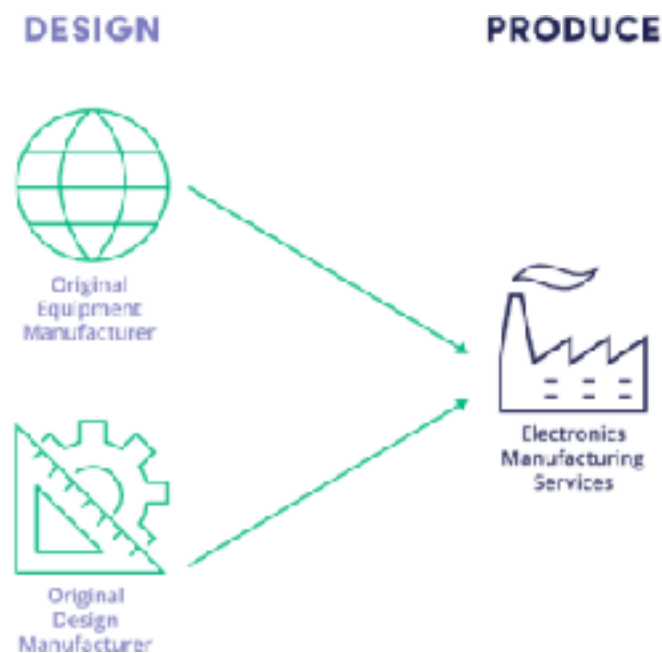 DESIGN
PRODUCE
Original
Equipment
Manufacturer
Electronics
Manufacturing
Services
Original
Design
Manufacturer